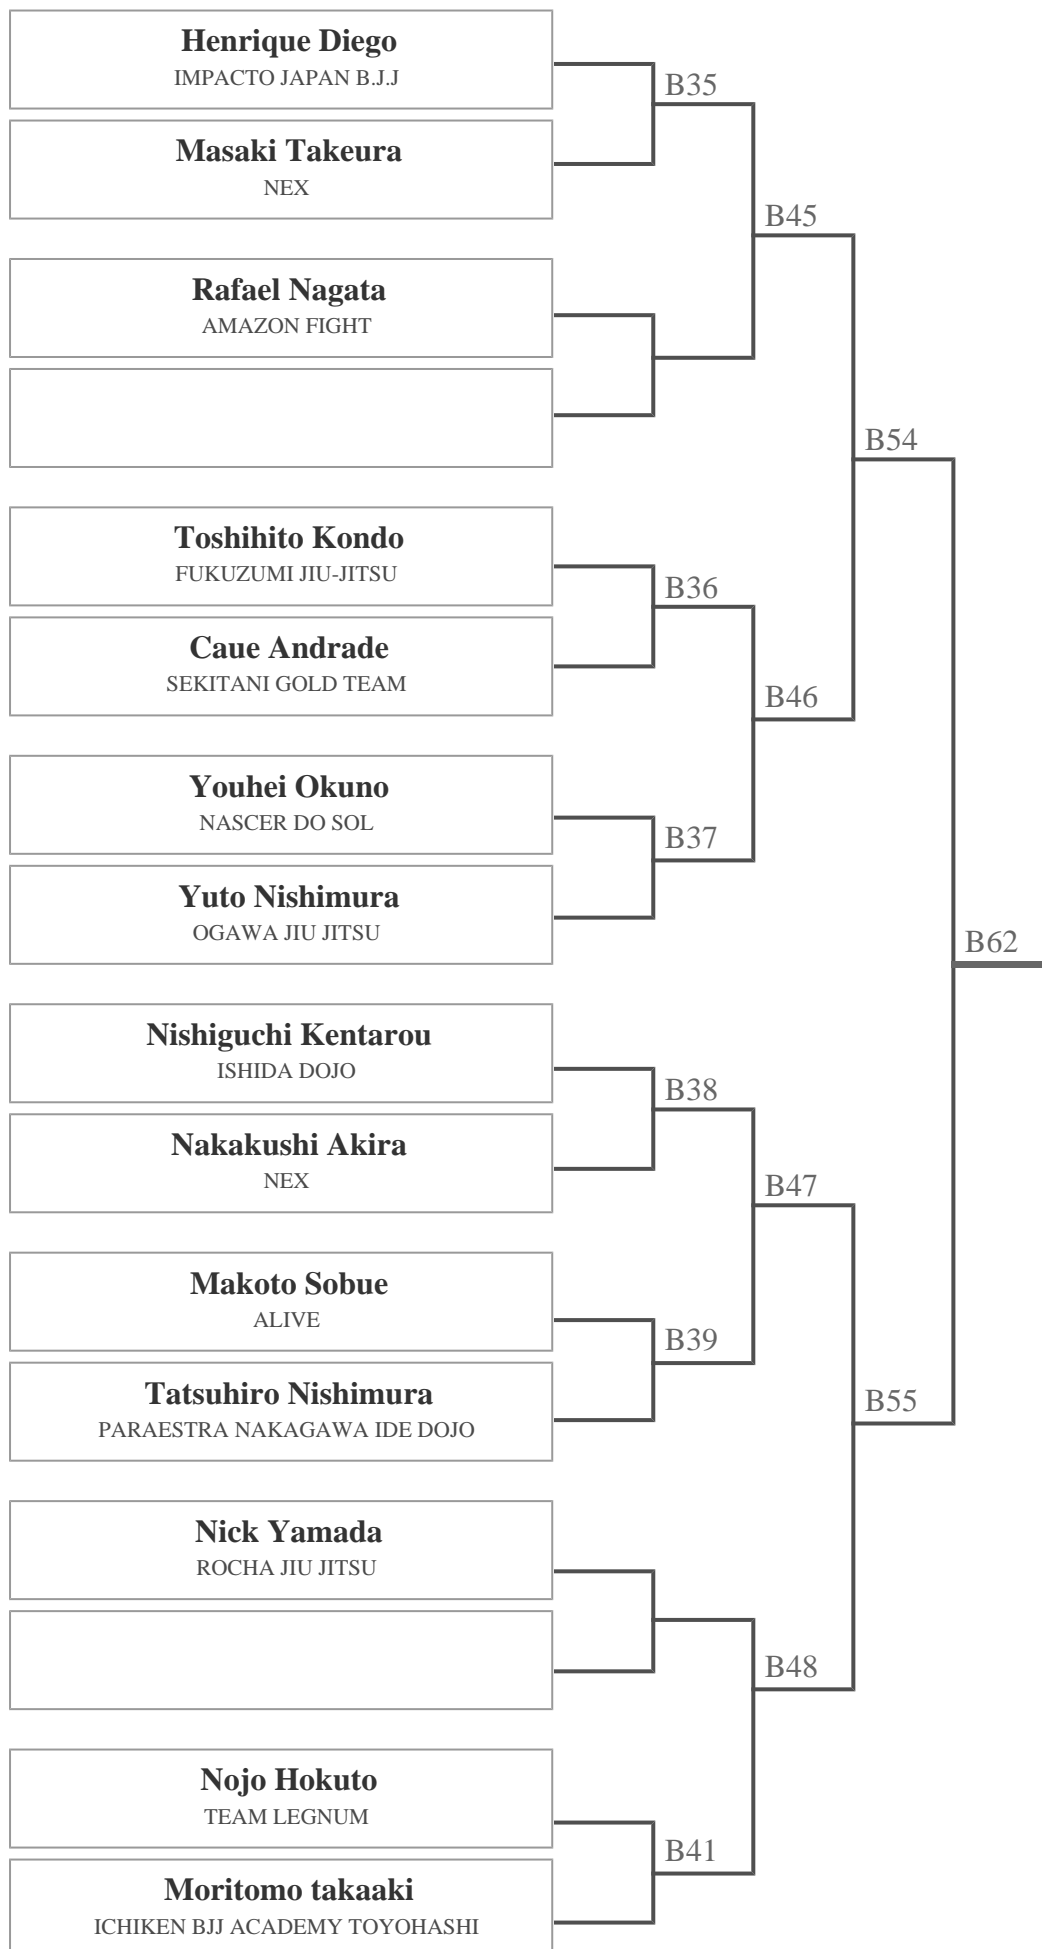 Henrique Diego
IMPACTO JAPAN B.J.J
B35
Masaki Takeura
NEX
B45
Rafael Nagata
AMAZON FIGHT
B54
Toshihito Kondo
FUKUZUMI JIU-JITSU
B36
Caue Andrade
SEKITANI GOLD TEAM
B46
Youhei Okuno
NASCER DO SOL
B37
Yuto Nishimura
OGAWA JIU JITSU
B62
Nishiguchi Kentarou
ISHIDA DOJO
B38
Nakakushi Akira
NEX
B47
Makoto Sobue
ALIVE
B39
Tatsuhiro Nishimura
PARAESTRA NAKAGAWA IDE DOJO
B55
Nick Yamada
ROCHA JIU JITSU
B48
Nojo Hokuto
TEAM LEGNUM
B41
Moritomo takaaki
ICHIKEN BJJ ACADEMY TOYOHASHI